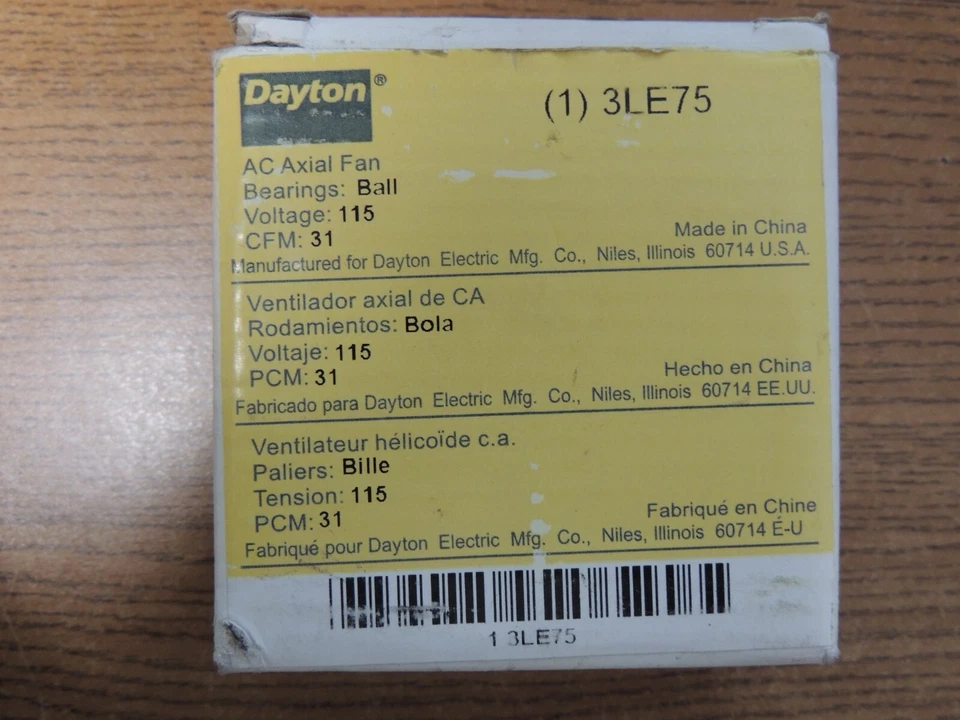 Dayton®
(1) 3LE75
AC Axial Fan
Bearings: Ball
Voltage: 115
CFM: 31
Made in China
Manufactured for Dayton Electric Mfg. Co., Niles, Illinois 60714 U.S.A.
Ventilador axial de CA
Rodamientos: Bola
Voltaje: 115
PCM: 31
Hecho en China
Fabricado para Dayton Electric Mfg. Co., Niles, Illinois 60714 EE.UU.
Ventilateur hélicoïde c.a.
Paliers: Bille
Tension: 115
PCM: 31
Fabriqué en Chine
Fabriqué pour Dayton Electric Mfg. Co., Niles, Illinois 60714 É-U
1 3LE75